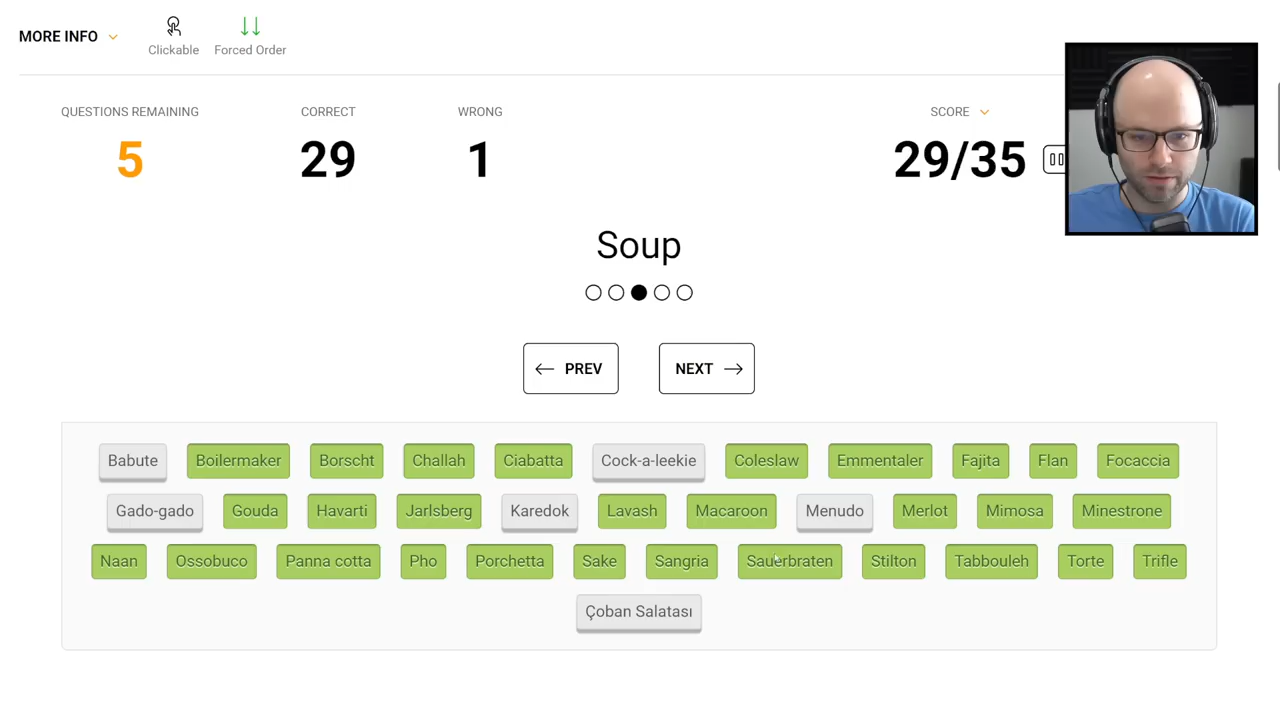 MORE INFO
Clickable
Forced Order
QUESTIONS REMAINING
CORRECT
WRONG
SCORE
5
29
1
29/35
Soup
PREV
NEXT
Babute
Boilermaker
Borscht
Challah
Ciabatta
Cock-a-leekie
Coleslaw
Emmentaler
Fajita
Flan
Focaccia
Gado-gado
Gouda
Havarti
Jarlsberg
Karedok
Lavash
Macaroon
Menudo
Merlot
Mimosa
Minestrone
Naan
Ossobuco
Panna cotta
Pho
Porchetta
Sake
Sangria
Sauerbraten
Stilton
Tabbouleh
Torte
Trifle
Çoban Salatası